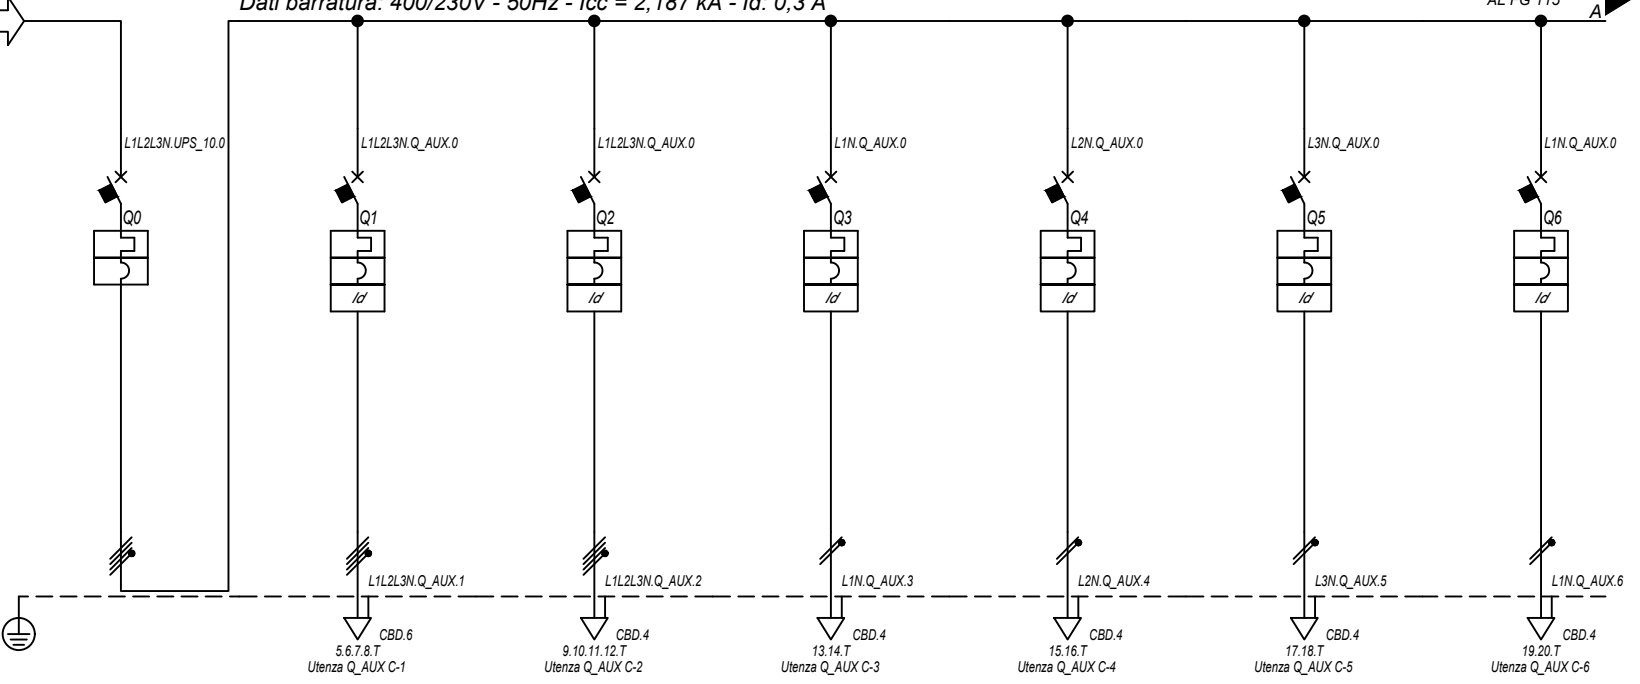 Dati barratura: 400/230V - 50Hz - Icc = 2,187 kA - Id: 0,3 A
A
L1L2L3N.UPS_10.0
L1L2L3N.Q_AUX.0
L1L2L3N.Q_AUX.0
L1N.Q_AUX.0
L2N.Q_AUX.0
L3N.Q_AUX.0
L1N.Q_AUX.0
Q0
Q1
Q2
Q3
Q4
Q5
Q6
Id
Id
Id
Id
Id
Id
L1L2L3N.Q_AUX.1
L1L2L3N.Q_AUX.2
L1N.Q_AUX.3
L2N.Q_AUX.4
L3N.Q_AUX.5
L1N.Q_AUX.6
CBD.6
5.6.7.8.T
Utenza Q_AUX C-1
CBD.4
9.10.11.12.T
Utenza Q_AUX C-2
CBD.4
13.14.T
Utenza Q_AUX C-3
CBD.4
15.16.T
Utenza Q_AUX C-4
CBD.4
17.18.T
Utenza Q_AUX C-5
CBD.4
19.20.T
Utenza Q_AUX C-6